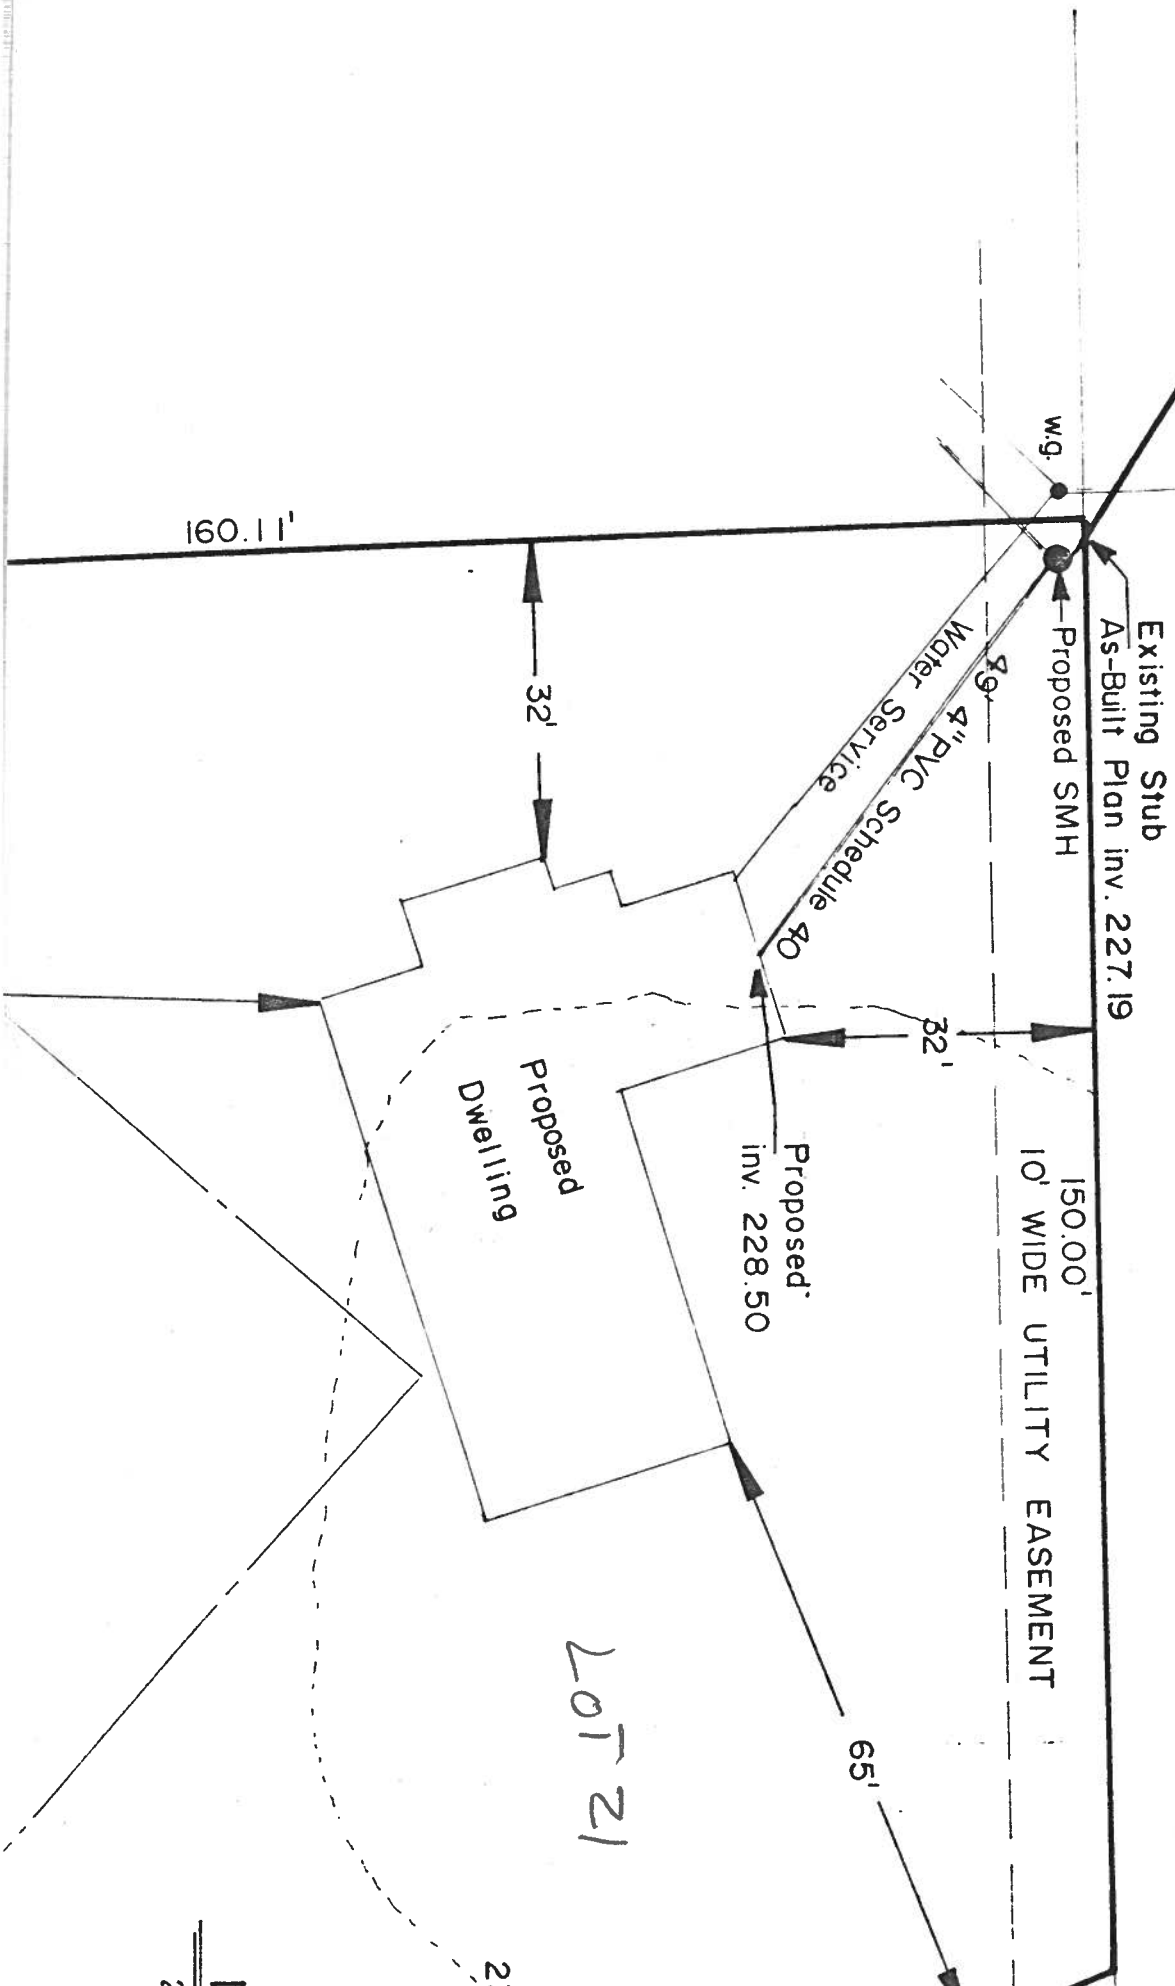 Existing Stub
As-Built Plan inv. 227.19
Proposed SMH
w.g.
150.00'
10' WIDE UTILITY EASEMENT
49' 4"PVC Schedule 40
Water Service
32'
Proposed
inv. 228.50
65'
32'
Proposed
Dwelling
LOT 21
160.11'